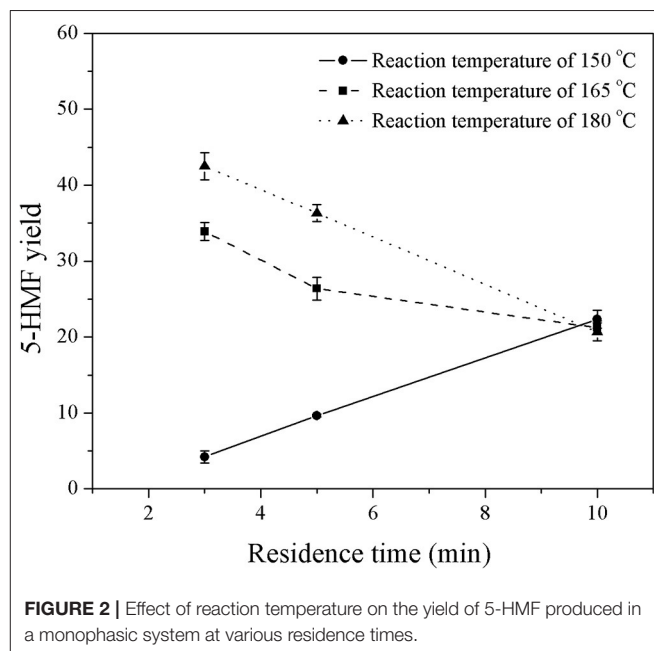 60
50
40
30
20
10
0
5-HMF yield
Reaction temperature of 150 °C
Reaction temperature of 165 °C
Reaction temperature of 180 °C
2 4 6 8 10
Residence time (min)
FIGURE 2 | Effect of reaction temperature on the yield of 5-HMF produced in
a monophasic system at various residence times.